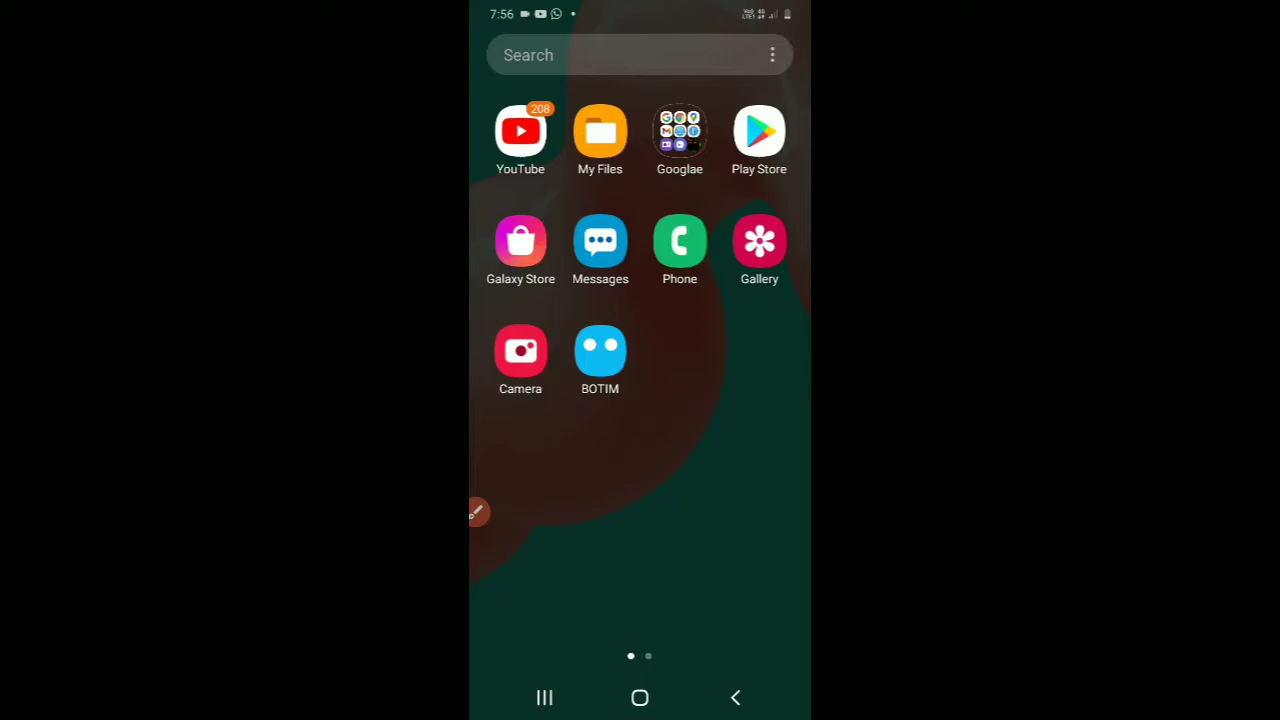 7:56
Search
208
YouTube
My Files
Googlae
Play Store
Galaxy Store
Messages
Phone
Gallery
Camera
BOTIM